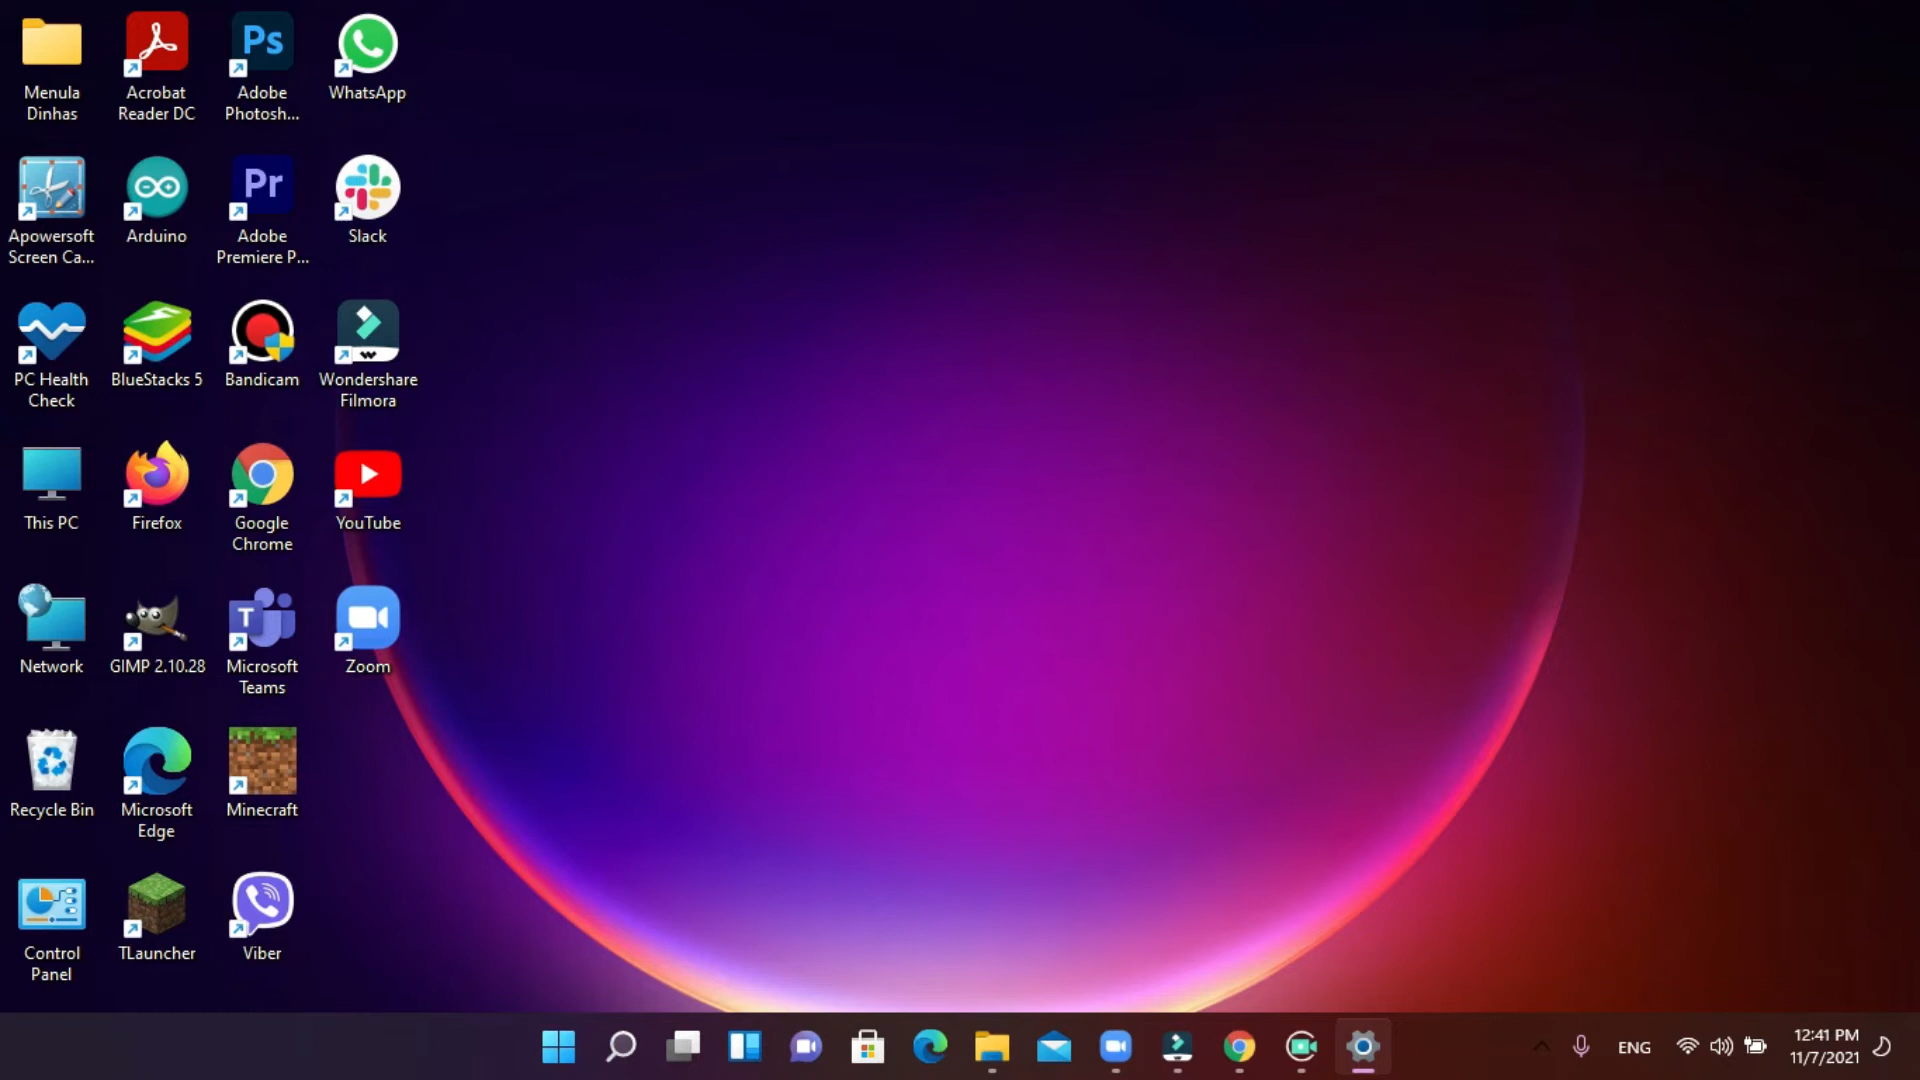 Menula
Dinhas
Acrobat
Reader DC
Ps
Adobe
Photosh...
WhatsApp
Apowersoft
Screen Ca...
Arduino
Pr
Adobe
Premiere P...
Slack
PC Health
Check
BlueStacks 5
Bandicam
Wondershare
Filmora
This PC
Firefox
Google
Chrome
YouTube
Network
GIMP 2.10.28
T
Microsoft
Teams
Zoom
Recycle Bin
Microsoft
Edge
Minecraft
Control
Panel
TLauncher
Viber
ENG
12:41 PM
11/7/2021